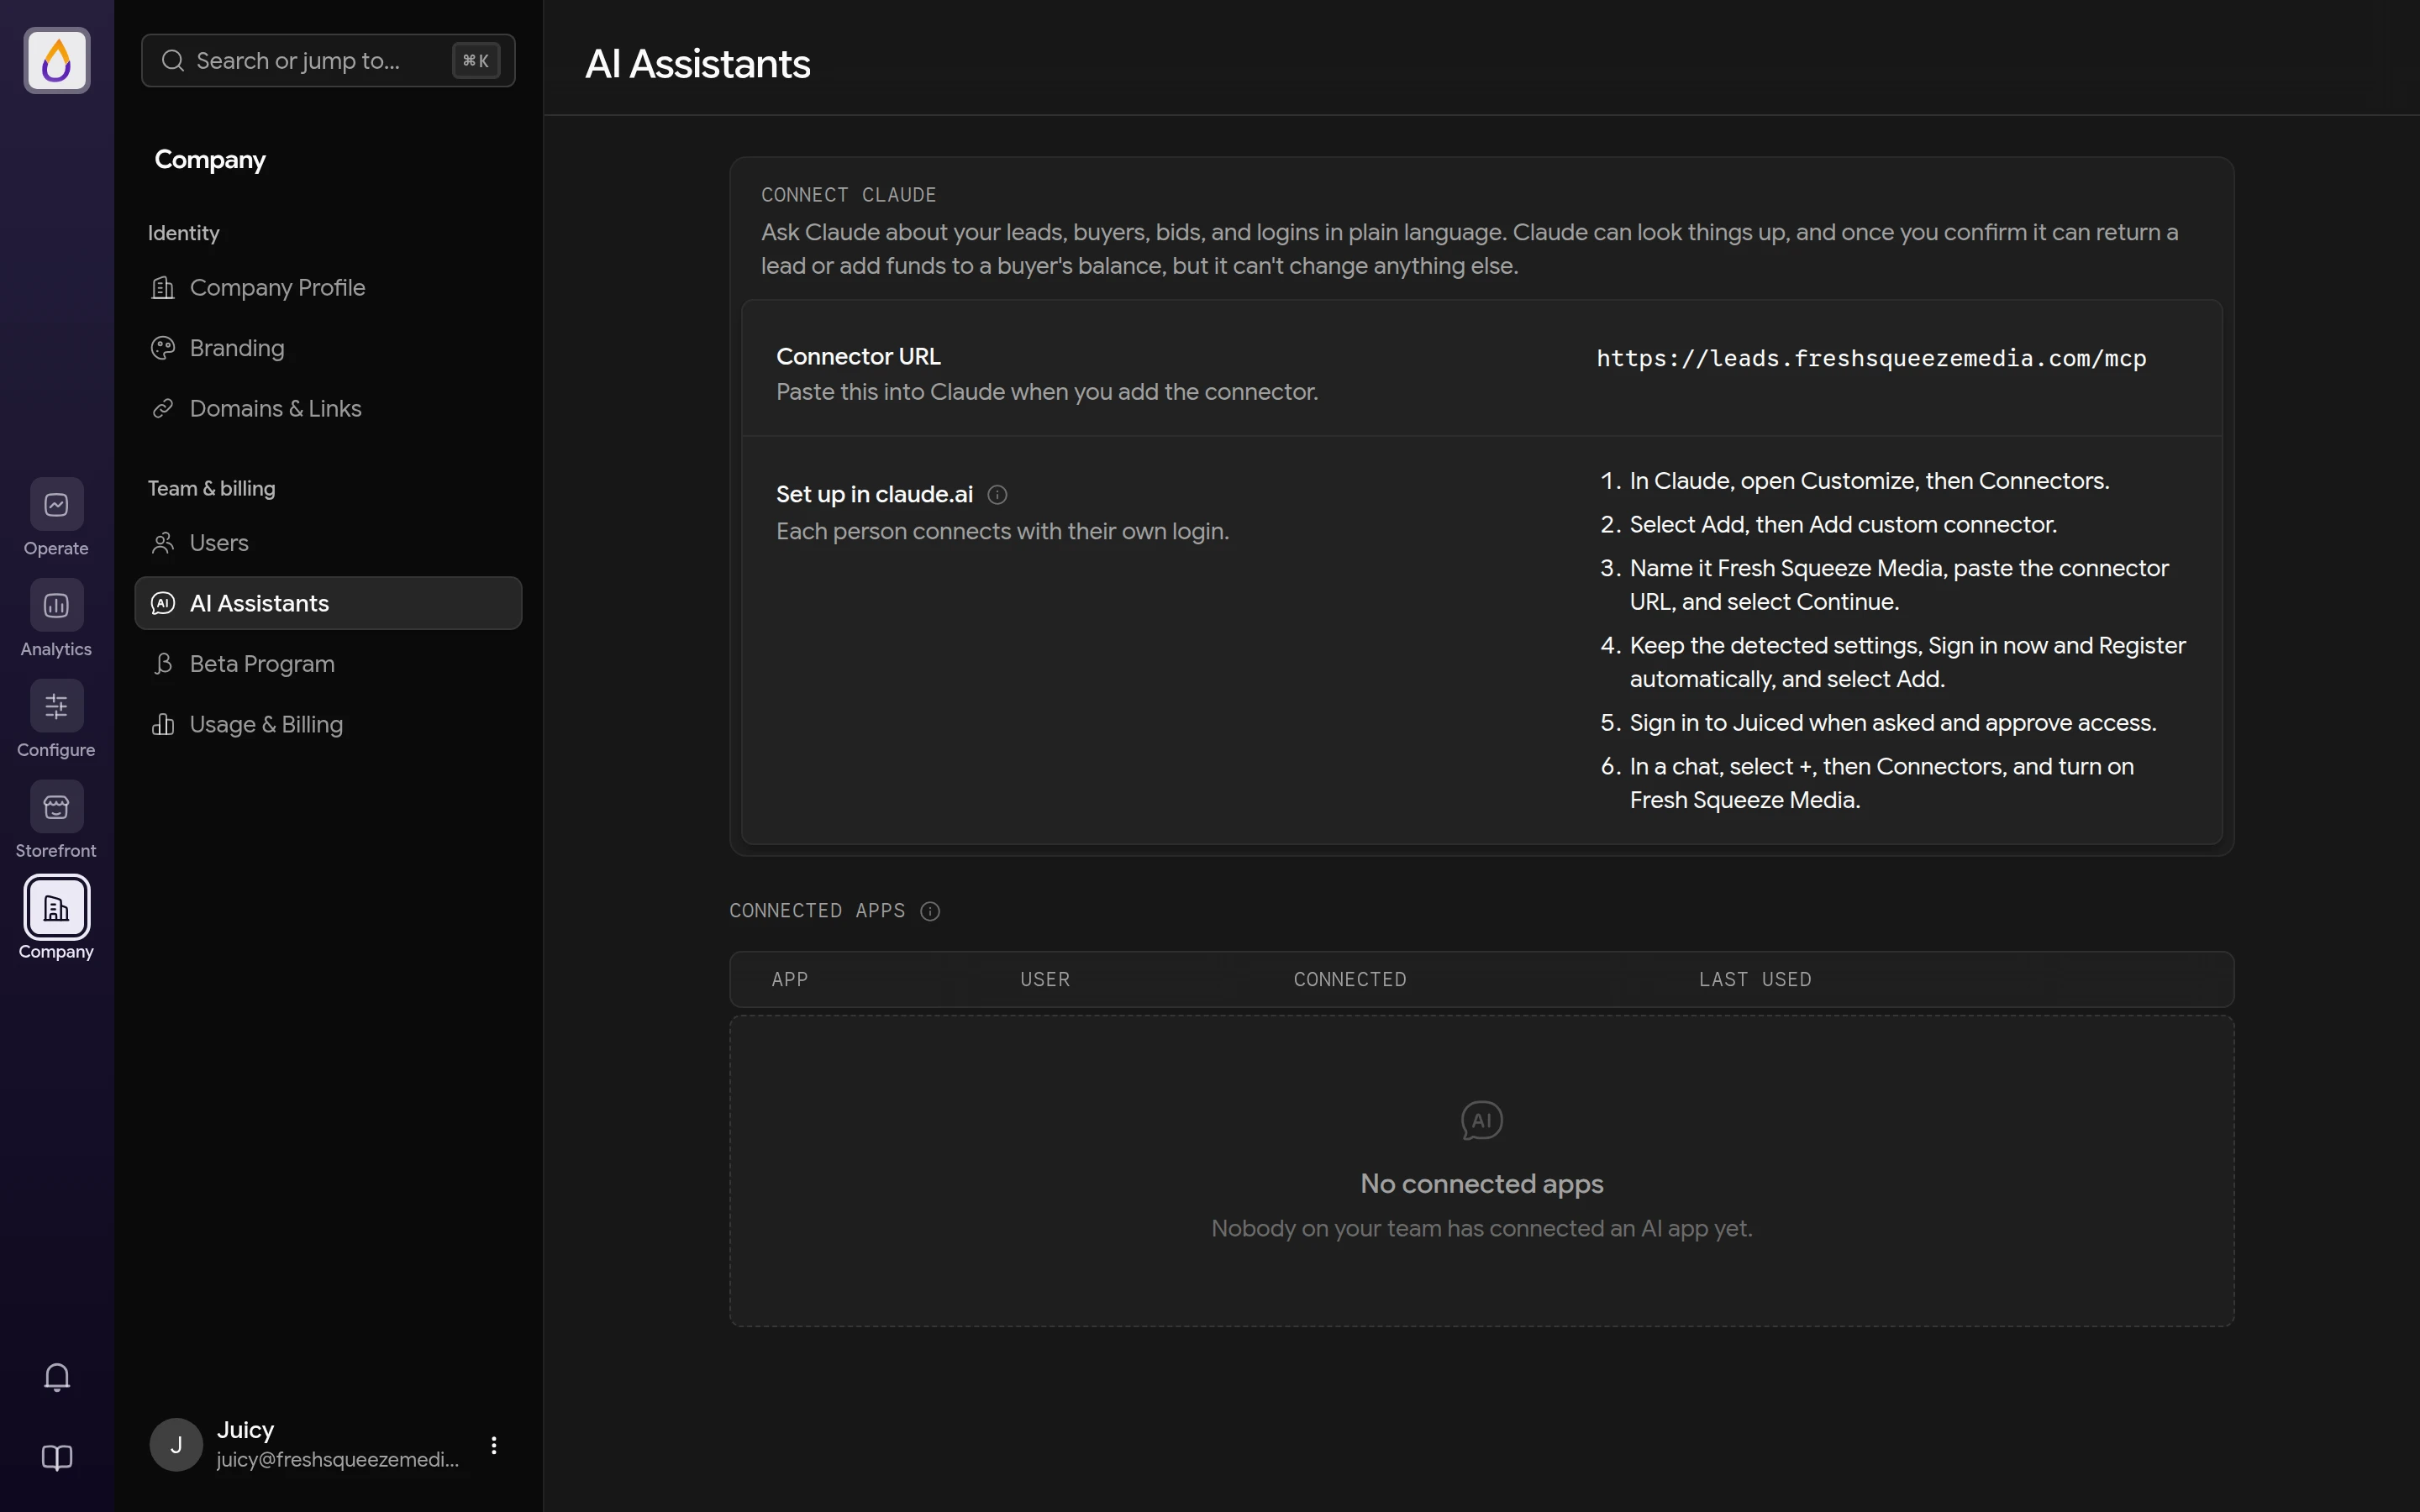 Search or jump to...
⌘ K
Company
Identity
Company Profile
Branding
Domains & Links
Team & billing
Users
AI Assistants
Beta Program
Usage & Billing
Operate
Analytics
Configure
Storefront
Company
J
Juicy
juicy@freshsqueezemedi...
AI Assistants
CONNECT CLAUDE
Ask Claude about your leads, buyers, bids, and logins in plain language. Claude can look things up, and once you confirm it can return a
lead or add funds to a buyer's balance, but it can't change anything else.
Connector URL
Paste this into Claude when you add the connector.
https://leads.freshsqueezemedia.com/mcp
Set up in claude.ai
Each person connects with their own login.
1. In Claude, open Customize, then Connectors.
2. Select Add, then Add custom connector.
3. Name it Fresh Squeeze Media, paste the connector
URL, and select Continue.
4. Keep the detected settings, Sign in now and Register
automatically, and select Add.
5. Sign in to Juiced when asked and approve access.
6. In a chat, select +, then Connectors, and turn on
Fresh Squeeze Media.
CONNECTED APPS
APP USER CONNECTED LAST USED
AI
No connected apps
Nobody on your team has connected an AI app yet.